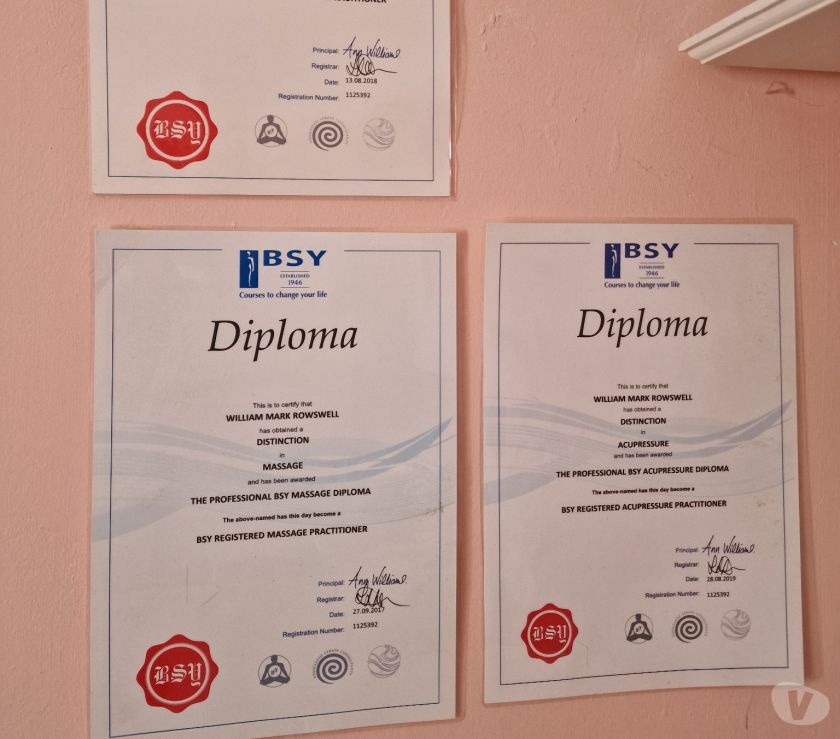 Principal: Ann Williams
Registrar:
Date: 13.08.2018
Registration Number: 1125392
BSY
BSY
ESTABLISHED
1946
Courses to change your life
Diploma
This is to certify that
WILLIAM MARK ROWSWELL
has obtained a
DISTINCTION
in
MASSAGE
and has been awarded
THE PROFESSIONAL BSY MASSAGE DIPLOMA
The above-named has this day become a
BSY REGISTERED MASSAGE PRACTITIONER
Principal: Ann Williams
Registrar:
Date: 27.09.2017
Registration Number: 1125392
BSY
BSY
ESTABLISHED
1946
Courses to change your life
Diploma
This is to certify that
WILLIAM MARK ROWSWELL
has obtained a
DISTINCTION
in
ACUPRESSURE
and has been awarded
THE PROFESSIONAL BSY ACUPRESSURE DIPLOMA
The above-named has this day become a
BSY REGISTERED ACUPRESSURE PRACTITIONER
Principal: Ann Williams
Registrar:
Date: 28.08.2019
Registration Number: 1125392
BSY
V